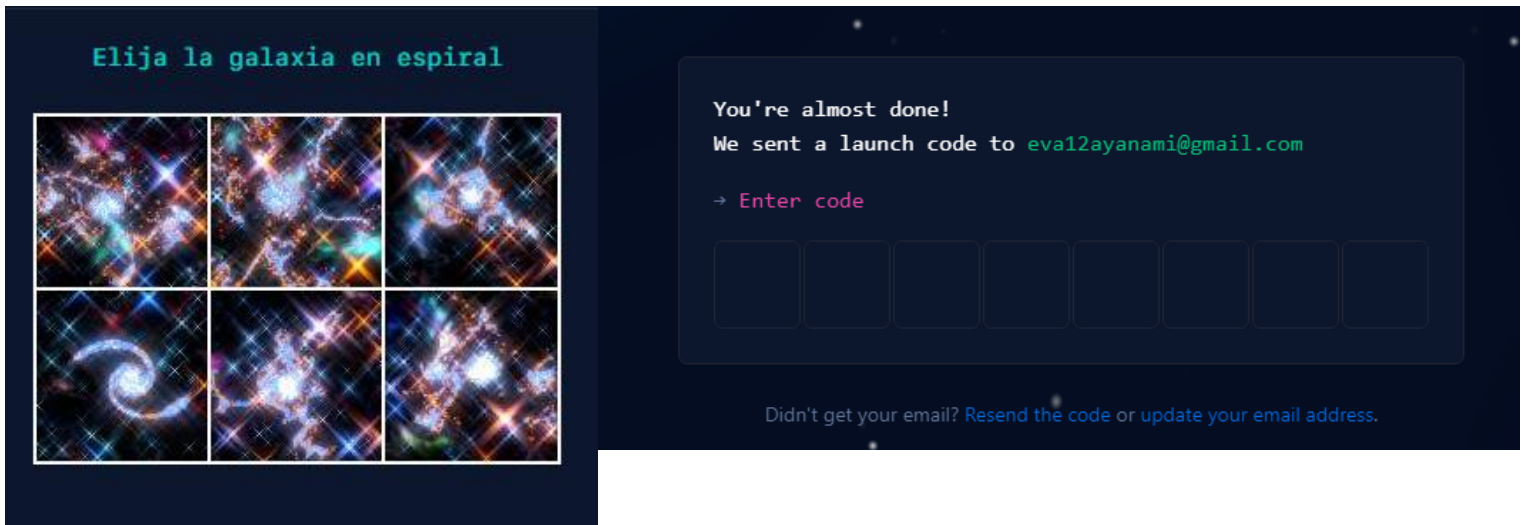 Elija la galaxia en espiral
You're almost done!
We sent a launch code to eva12ayanami@gmail.com
→ Enter code
Didn't get your email? Resend the code or update your email address.